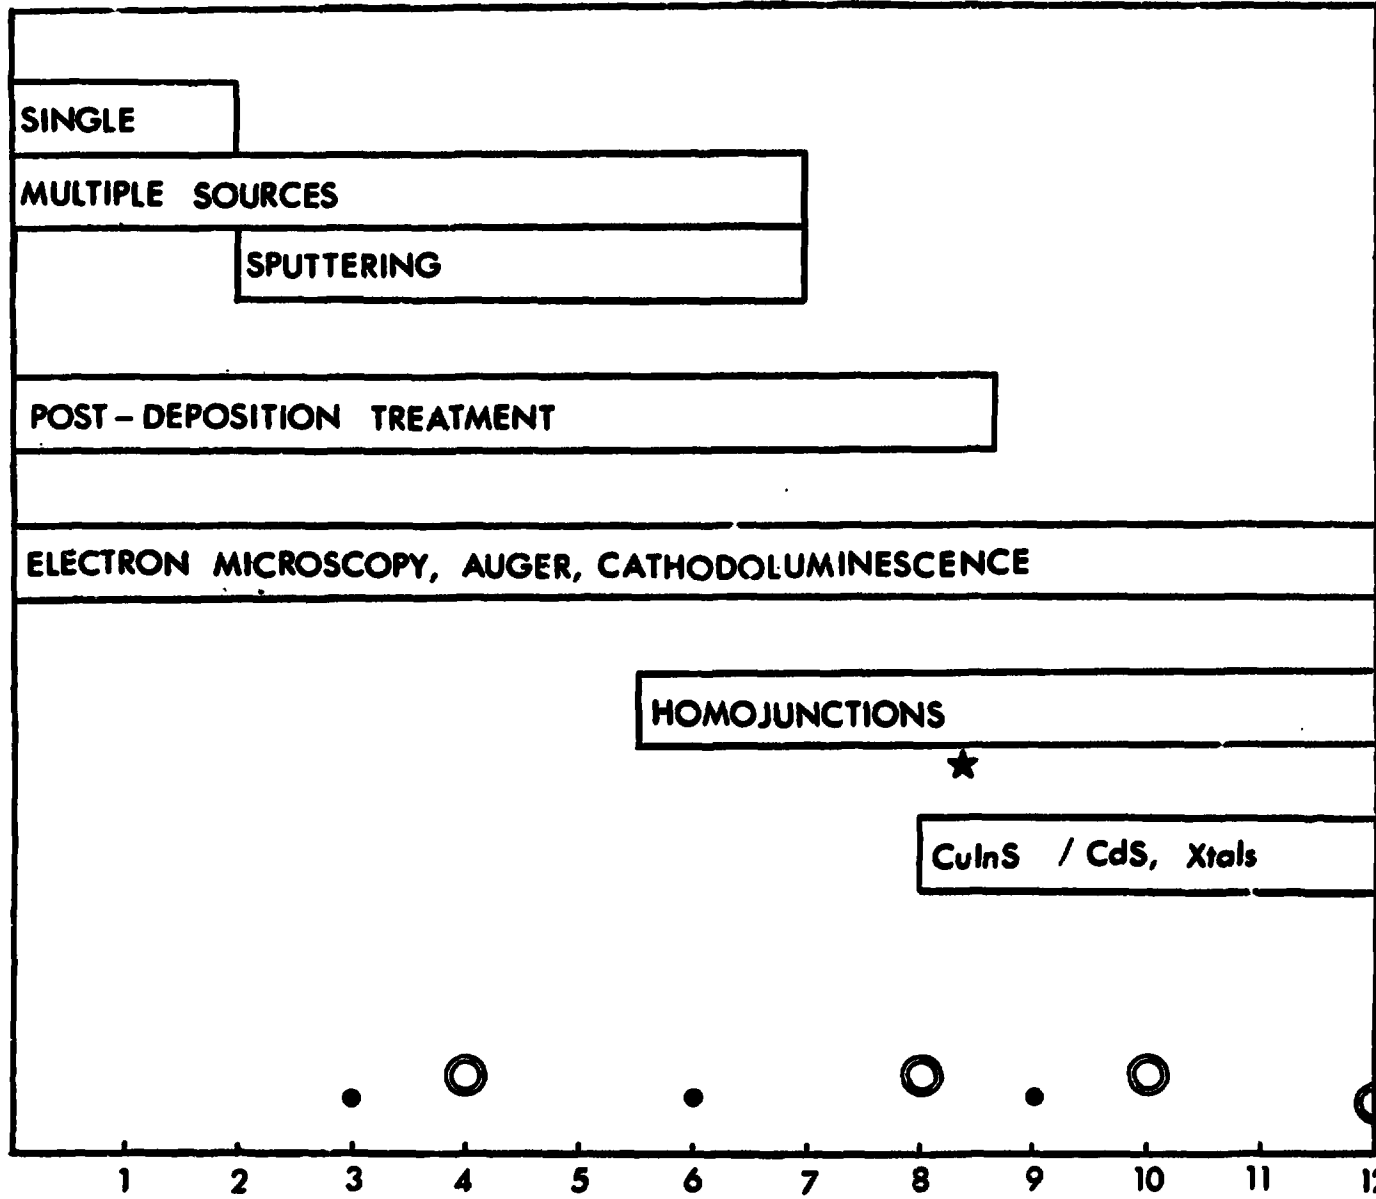 SINGLE
MULTIPLE SOURCES
SPUTTERING
POST-DEPOSITION TREATMENT
ELECTRON MICROSCOPY, AUGER, CATHODOLUMINESCENCE
HOMOJUNCTIONS
CuInS / CdS, Xtals
1 2 3 4 5 6 7 8 9 10 11